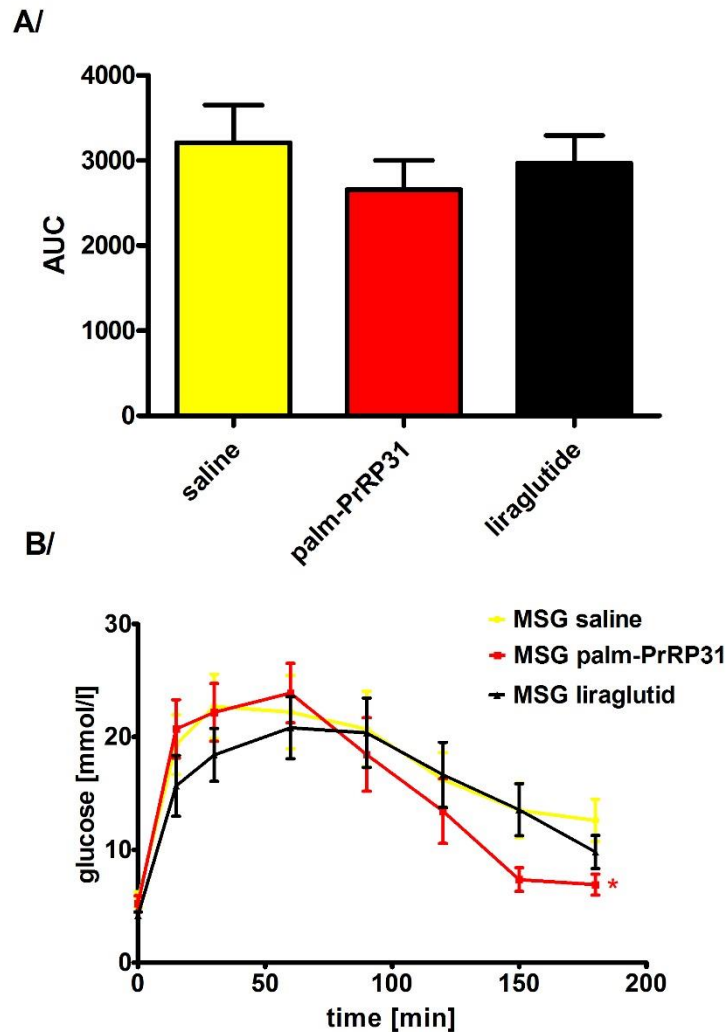 A/
4000
3000
2000
1000
0
AUC
saline
palm-PrRP31
liraglutide
B/
30
20
10
0
glucose [mmol/l]
MSG saline
MSG palm-PrRP31
MSG liraglutid
*
0 50 100 150 200
time [min]